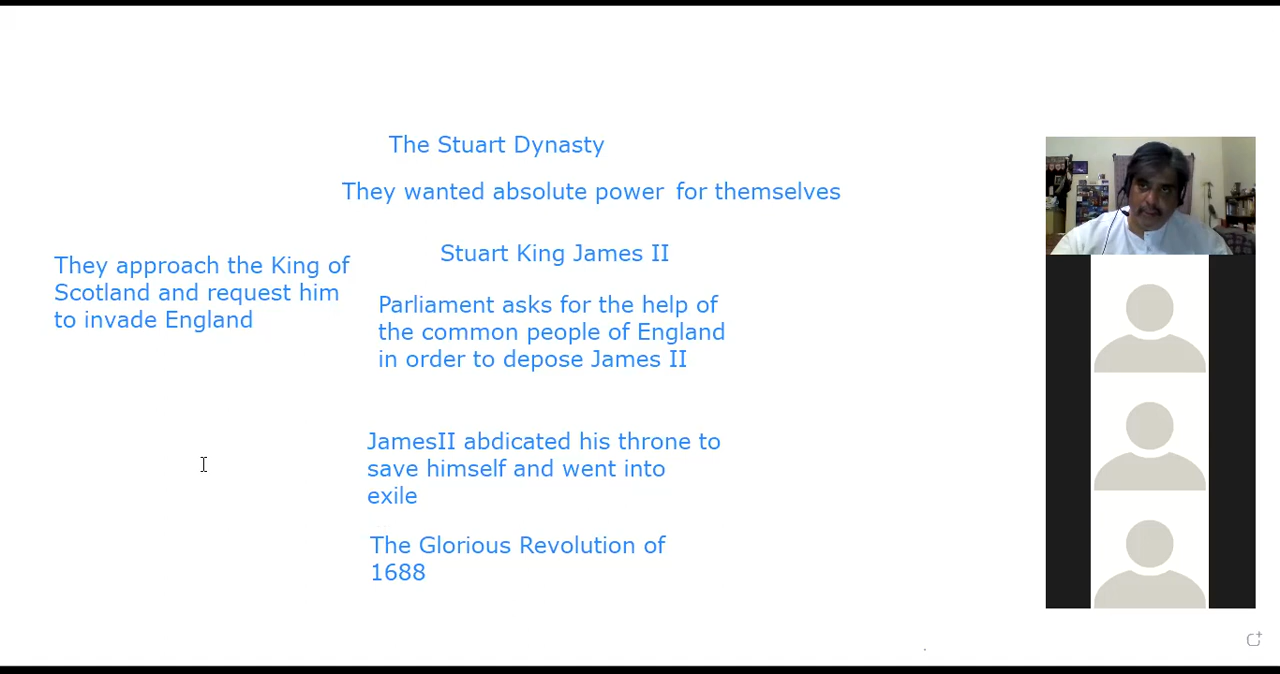 The Stuart Dynasty
They wanted absolute power for themselves
Stuart King James II
They approach the King of
Scotland and request him
to invade England
Parliament asks for the help of
the common people of England
in order to depose James II
JamesII abdicated his throne to
save himself and went into
exile
The Glorious Revolution of
1688